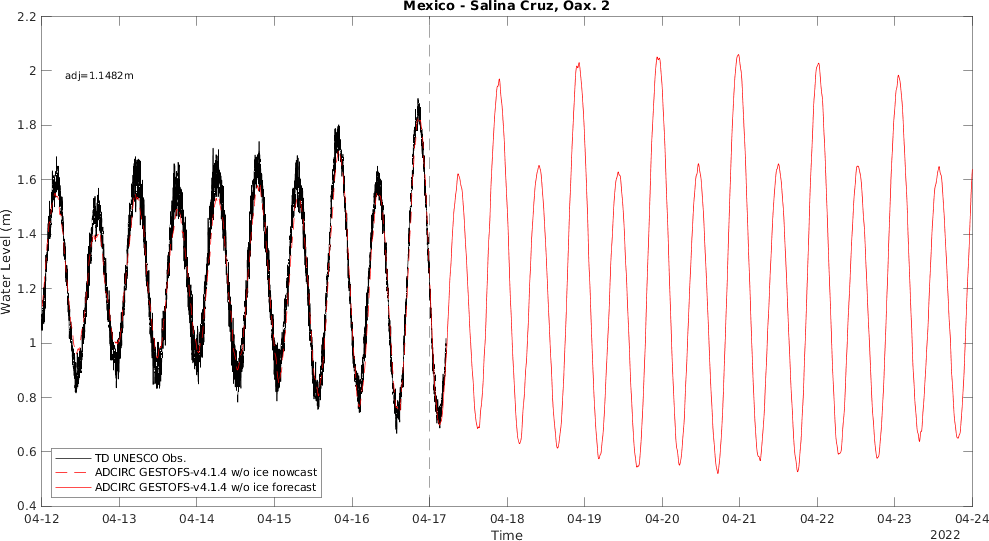 Mexico - Salina Cruz, Oax. 2
adj=1.1482m
Water Level (m)
2.2
2
1.8
1.6
1.4
1.2
1
0.8
0.6
0.4
TD UNESCO Obs.
ADCIRC GESTOFS-v4.1.4 w/o ice nowcast
ADCIRC GESTOFS-v4.1.4 w/o ice forecast
04-12 04-13 04-14 04-15 04-16 04-17 04-18 04-19 04-20 04-21 04-22 04-23 04-24
Time
2022